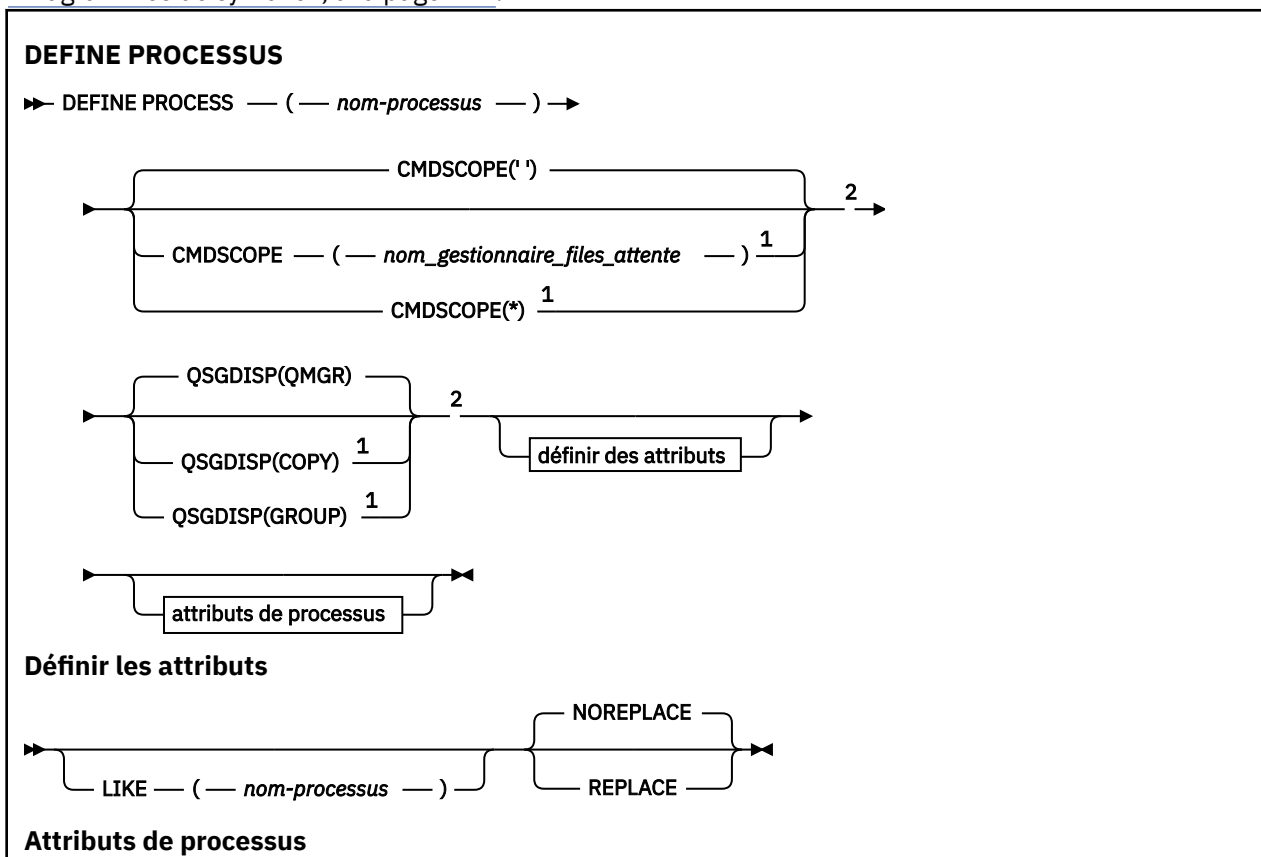 DEFINE PROCESSUS
DEFINE PROCESS ( nom-processus )
CMDSCOPE(' ')
2
CMDSCOPE ( nom_gestionnaire_files_attente ) 1
CMDSCOPE(*) 1
QSGDISP(QMGR)
2
QSGDISP(COPY) 1
définir des attributs
QSGDISP(GROUP) 1
attributs de processus
Définir les attributs
NOREPLACE
LIKE ( nom-processus )
REPLACE
Attributs de processus